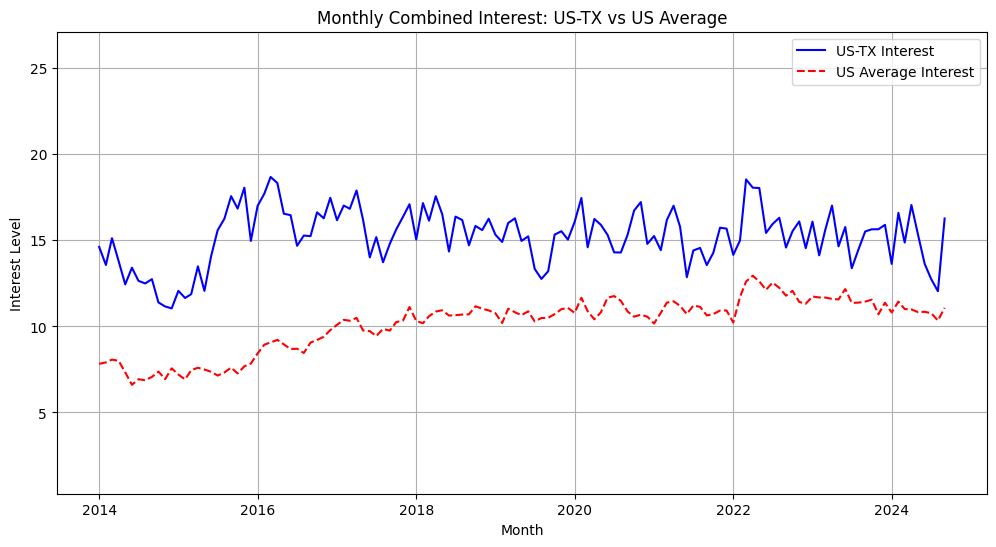 Monthly Combined Interest: US-TX vs US Average
US-TX Interest
US Average Interest
Interest Level
25
20
15
10
5
2014 2016 2018 2020 2022 2024
Month